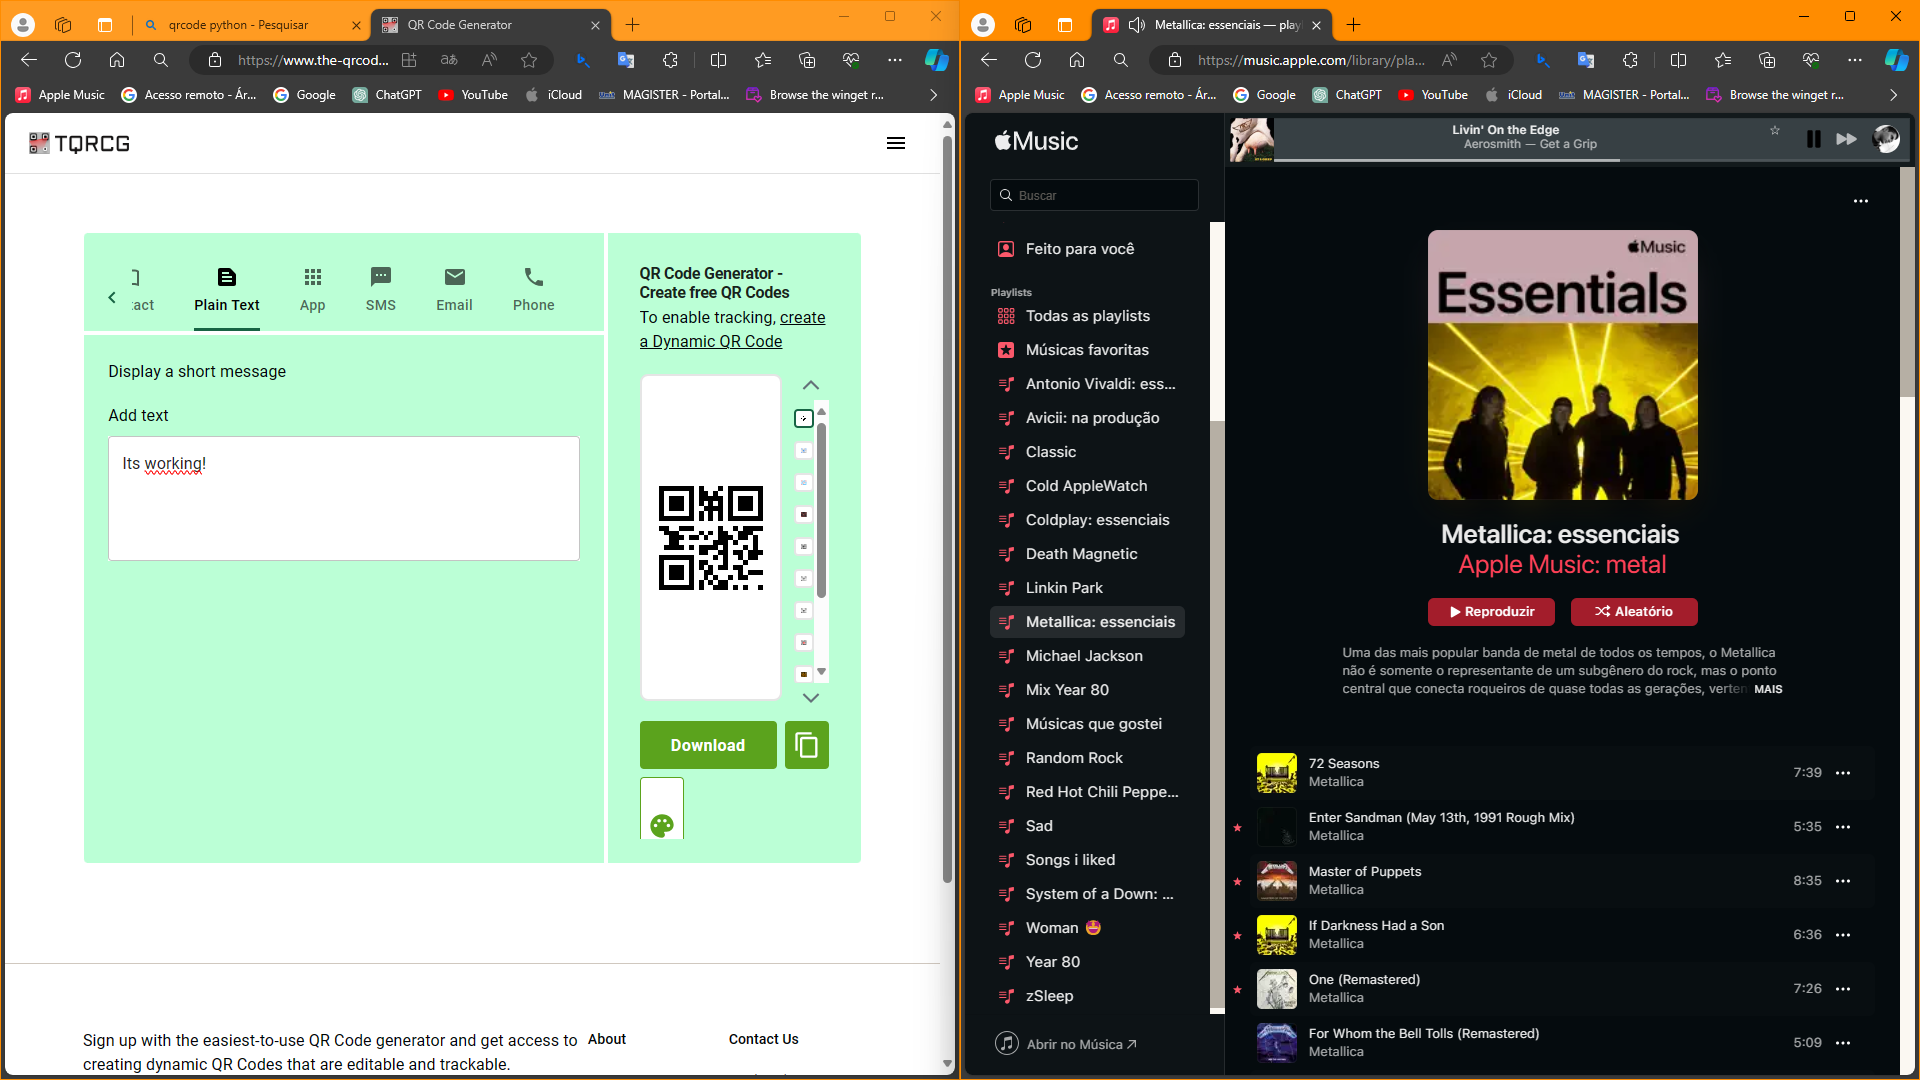 qrcode python - Pesquisar
QR Code Generator
https://www.the-qrcod...
Apple Music
Acesso remoto - Ár...
Google
ChatGPT
YouTube
iCloud
MAGISTER - Portal...
Browse the winget r...
TQRCG
:act
Plain Text
App
SMS
Email
Phone
Display a short message
Add text
Its working!
QR Code Generator -
Create free QR Codes
To enable tracking, create
a Dynamic QR Code
Download
Sign up with the easiest-to-use QR Code generator and get access to
creating dynamic QR Codes that are editable and trackable.
About
Contact Us
Metallica: essenciais — play
https://music.apple.com/library/pla...
Apple Music
Acesso remoto - Ár...
Google
ChatGPT
YouTube
iCloud
MAGISTER - Portal...
Browse the winget r...
Music
Buscar
Feito para você
Playlists
Todas as playlists
Músicas favoritas
Antonio Vivaldi: ess...
Avicii: na produção
Classic
Cold AppleWatch
Coldplay: essenciais
Death Magnetic
Linkin Park
Metallica: essenciais
Michael Jackson
Mix Year 80
Músicas que gostei
Random Rock
Red Hot Chili Peppe...
Sad
Songs i liked
System of a Down: ...
Woman 🤩
Year 80
zSleep
Abrir no Música ↗
Livin' On the Edge
Aerosmith — Get a Grip
Music
Essentials
Metallica: essenciais
Apple Music: metal
Reproduzir
Aleatório
Uma das mais popular banda de metal de todos os tempos, o Metallica
não é somente o representante de um subgênero do rock, mas o ponto
central que conecta roqueiros de quase todas as gerações, verten MAIS
72 Seasons
Metallica
7:39
Enter Sandman (May 13th, 1991 Rough Mix)
Metallica
5:35
Master of Puppets
Metallica
8:35
If Darkness Had a Son
Metallica
6:36
One (Remastered)
Metallica
7:26
For Whom the Bell Tolls (Remastered)
Metallica
5:09